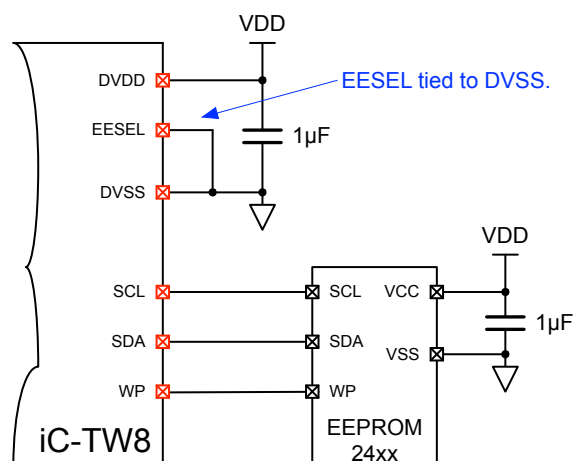 VDD
DVDD
EESEL tied to DVSS.
EESEL
1µF
DVSS
VDD
SCL
SCL
VCC
1µF
SDA
SDA
VSS
WP
WP
EEPROM
24xx
iC-TW8